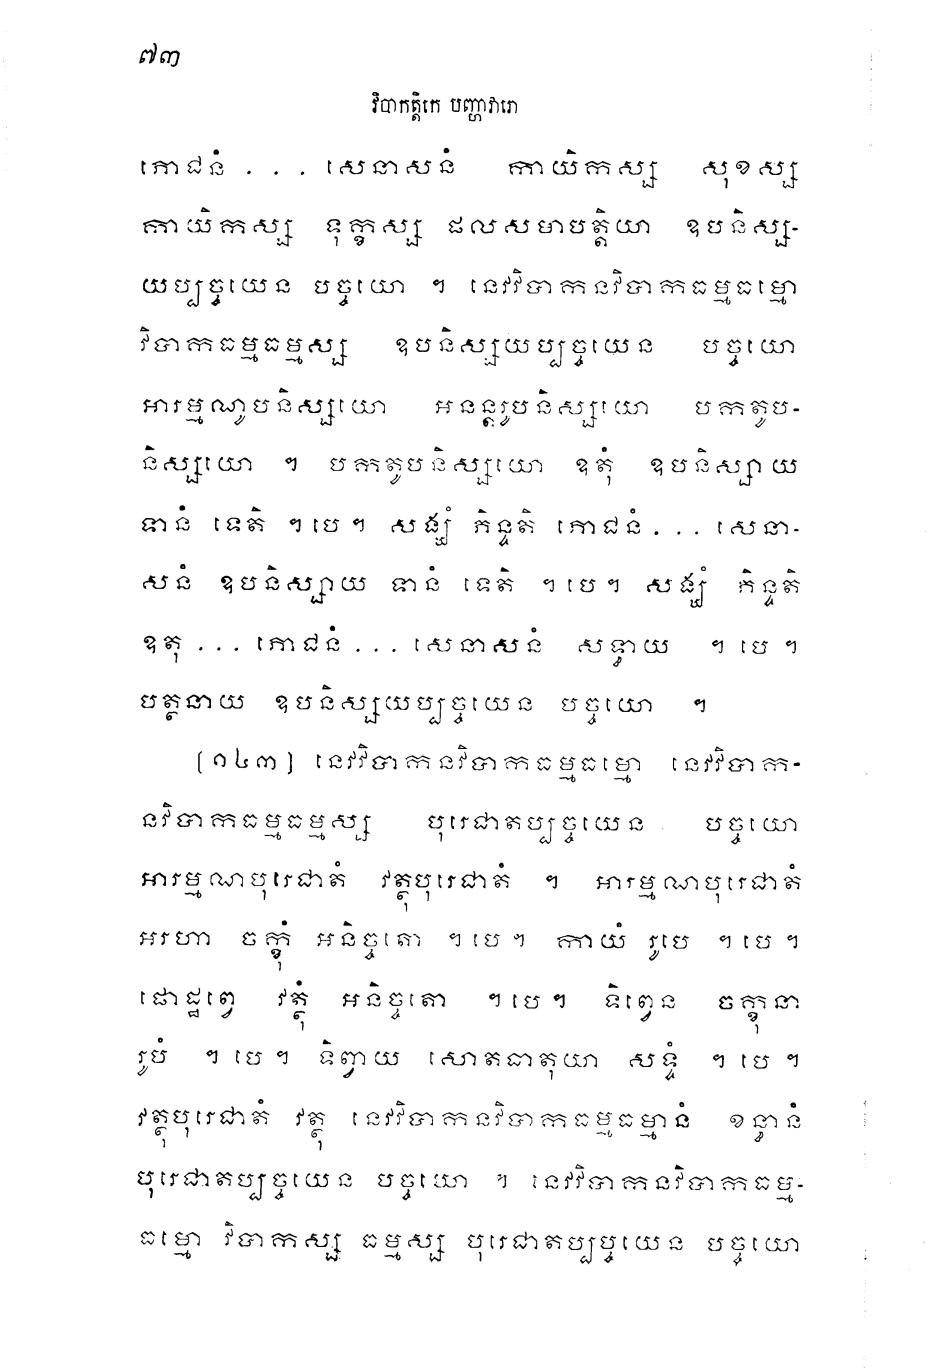 ៧៣
វិបាកត្តិកេ បញ្ហាវារោ
ភោជនំ . . . សេនាសនំ កាយិកស្ស សុខស្ស
កាយិកស្ស ទុក្ខស្ស ផលសមាបត្តិយា ឧបនិស្ស-
យប្បច្ចយេន បច្ចយោ ។ នេវវិបាកនវិបាកធម្មធម្មោ
វិបាកធម្មធម្មស្ស ឧបនិស្សយប្បច្ចយេន បច្ចយោ
អារម្មណូបនិស្សយោ អនន្តរូបនិស្សយោ បកតូប-
និស្សយោ ។ បកតូបនិស្សយោ ឧតុំ ឧបនិស្សាយ
ទានំ ទេតិ ។បេ។ សង្ឃំ ភិន្ទតិ ភោជនំ . . . សេនា-
សនំ ឧបនិស្សាយ ទានំ ទេតិ ។បេ។ សង្ឃំ ភិន្ទតិ
ឧតុ . . . ភោជនំ . . . សេនាសនំ សទ្ធាយ ។បេ។
បត្ថនាយ ឧបនិស្សយប្បច្ចយេន បច្ចយោ ។
[១៤៣] នេវវិបាកនវិបាកធម្មធម្មោ នេវវិបាក-
នវិបាកធម្មធម្មស្ស បុរេជាតប្បច្ចយេន បច្ចយោ
អារម្មណបុរេជាតំ វត្ថុបុរេជាតំ ។ អារម្មណបុរេជាតំ
អរហា ចក្ខុំ អនិច្ចតោ ។បេ។ កាយំ រូបេ ។បេ។
ផោដ្ឋព្វេ វត្ថុំ អនិច្ចតោ ។បេ។ ទិព្វេន ចក្ខុនា
រូបំ ។បេ។ ទិព្វាយ សោតធាតុយា សទ្ទំ ។បេ។
វត្ថុបុរេជាតំ វត្ថុ នេវវិបាកនវិបាកធម្មធម្មានំ ខន្ធានំ
បុរេជាតប្បច្ចយេន បច្ចយោ ។ នេវវិបាកនវិបាកធម្ម-
ធម្មោ វិបាកស្ស ធម្មស្ស បុរេជាតប្បច្ចយេន បច្ចយោ